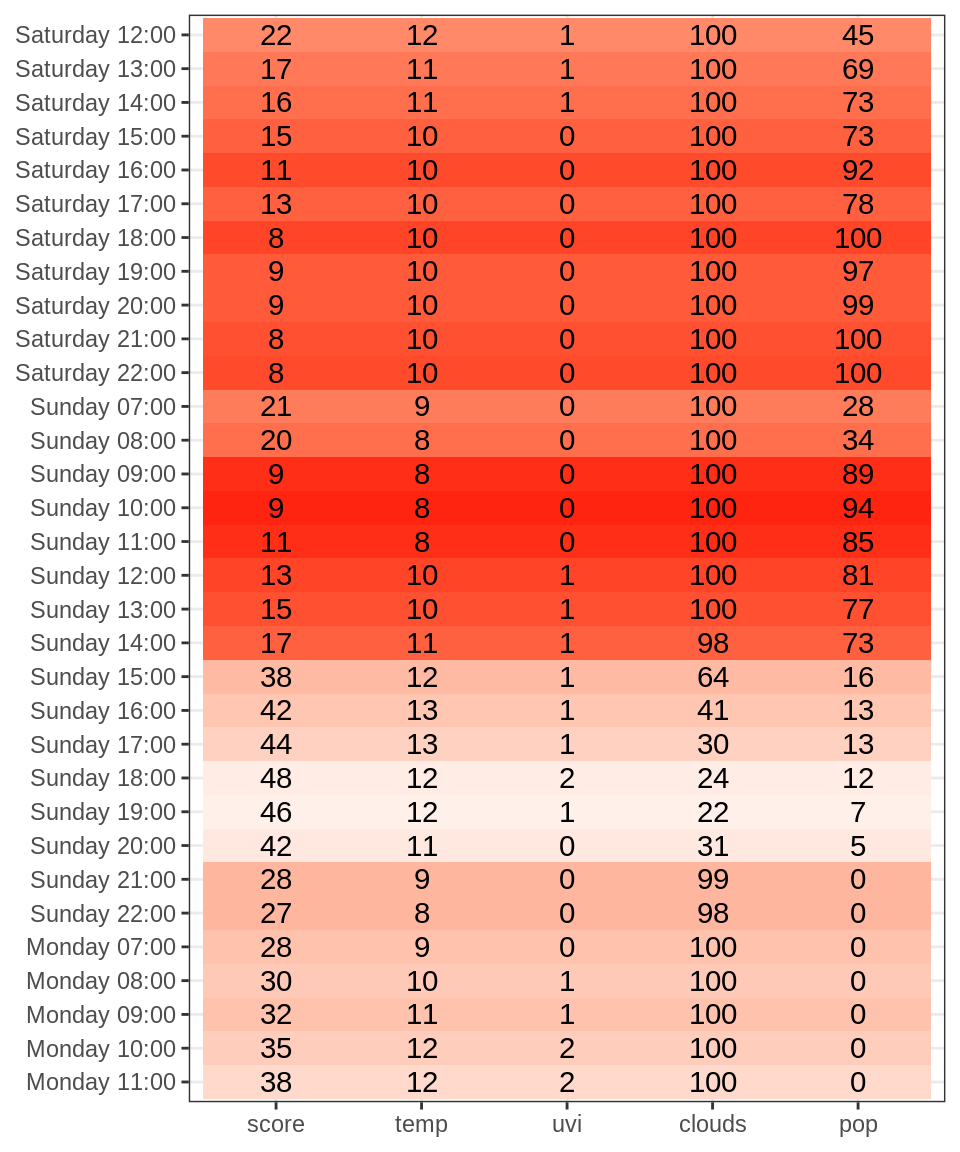 Saturday 12:00 22 12 1 100 45
Saturday 13:00 17 11 1 100 69
Saturday 14:00 16 11 1 100 73
Saturday 15:00 15 10 0 100 73
Saturday 16:00 11 10 0 100 92
Saturday 17:00 13 10 0 100 78
Saturday 18:00 8 10 0 100 100
Saturday 19:00 9 10 0 100 97
Saturday 20:00 9 10 0 100 99
Saturday 21:00 8 10 0 100 100
Saturday 22:00 8 10 0 100 100
Sunday 07:00 21 9 0 100 28
Sunday 08:00 20 8 0 100 34
Sunday 09:00 9 8 0 100 89
Sunday 10:00 9 8 0 100 94
Sunday 11:00 11 8 0 100 85
Sunday 12:00 13 10 1 100 81
Sunday 13:00 15 10 1 100 77
Sunday 14:00 17 11 1 98 73
Sunday 15:00 38 12 1 64 16
Sunday 16:00 42 13 1 41 13
Sunday 17:00 44 13 1 30 13
Sunday 18:00 48 12 2 24 12
Sunday 19:00 46 12 1 22 7
Sunday 20:00 42 11 0 31 5
Sunday 21:00 28 9 0 99 0
Sunday 22:00 27 8 0 98 0
Monday 07:00 28 9 0 100 0
Monday 08:00 30 10 1 100 0
Monday 09:00 32 11 1 100 0
Monday 10:00 35 12 2 100 0
Monday 11:00 38 12 2 100 0
score temp uvi clouds pop